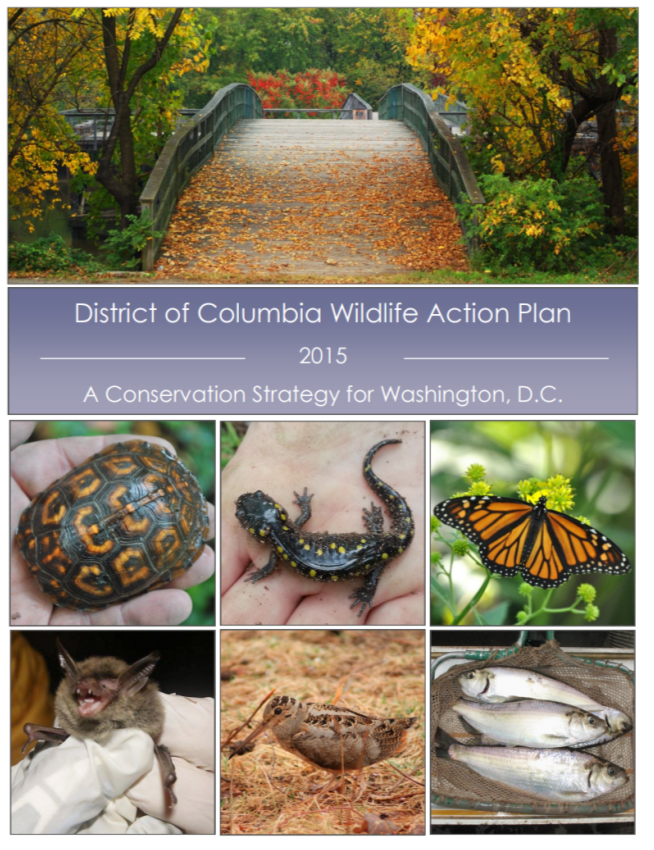 District of Columbia Wildlife Action Plan
2015
A Conservation Strategy for Washington, D.C.